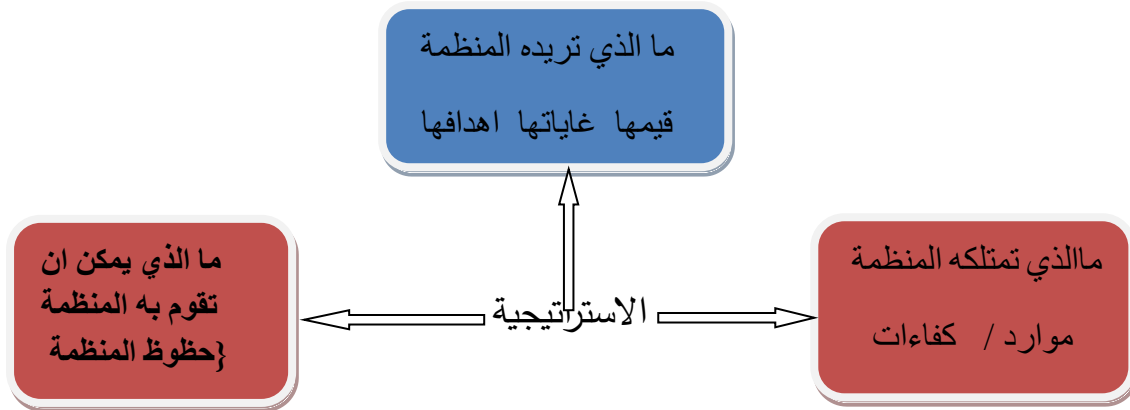 ما الذي تريده المنظمة
قيمها غاياتها اهدافها
ماالذي تمتلكه المنظمة
موارد / كفاءات
الاستراتيجية
ما الذي يمكن ان
تقوم به المنظمة
{حظوظ المنظمة